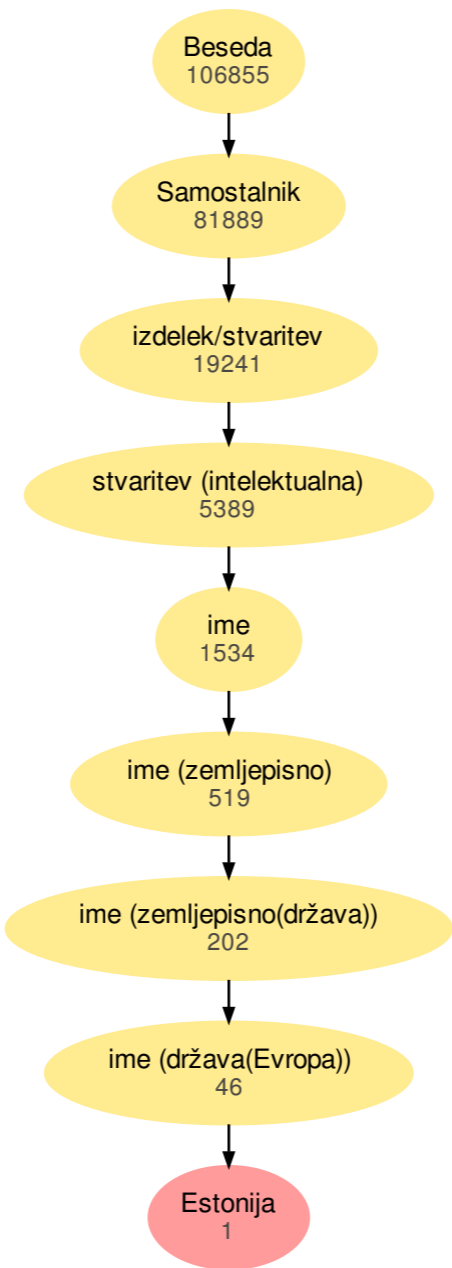 Beseda
106855
Samostalnik
81889
izdelek/stvaritev
19241
stvaritev (intelektualna)
5389
ime
1534
ime (zemljepisno)
519
ime (zemljepisno(država))
202
ime (država(Evropa))
46
Estonija
1